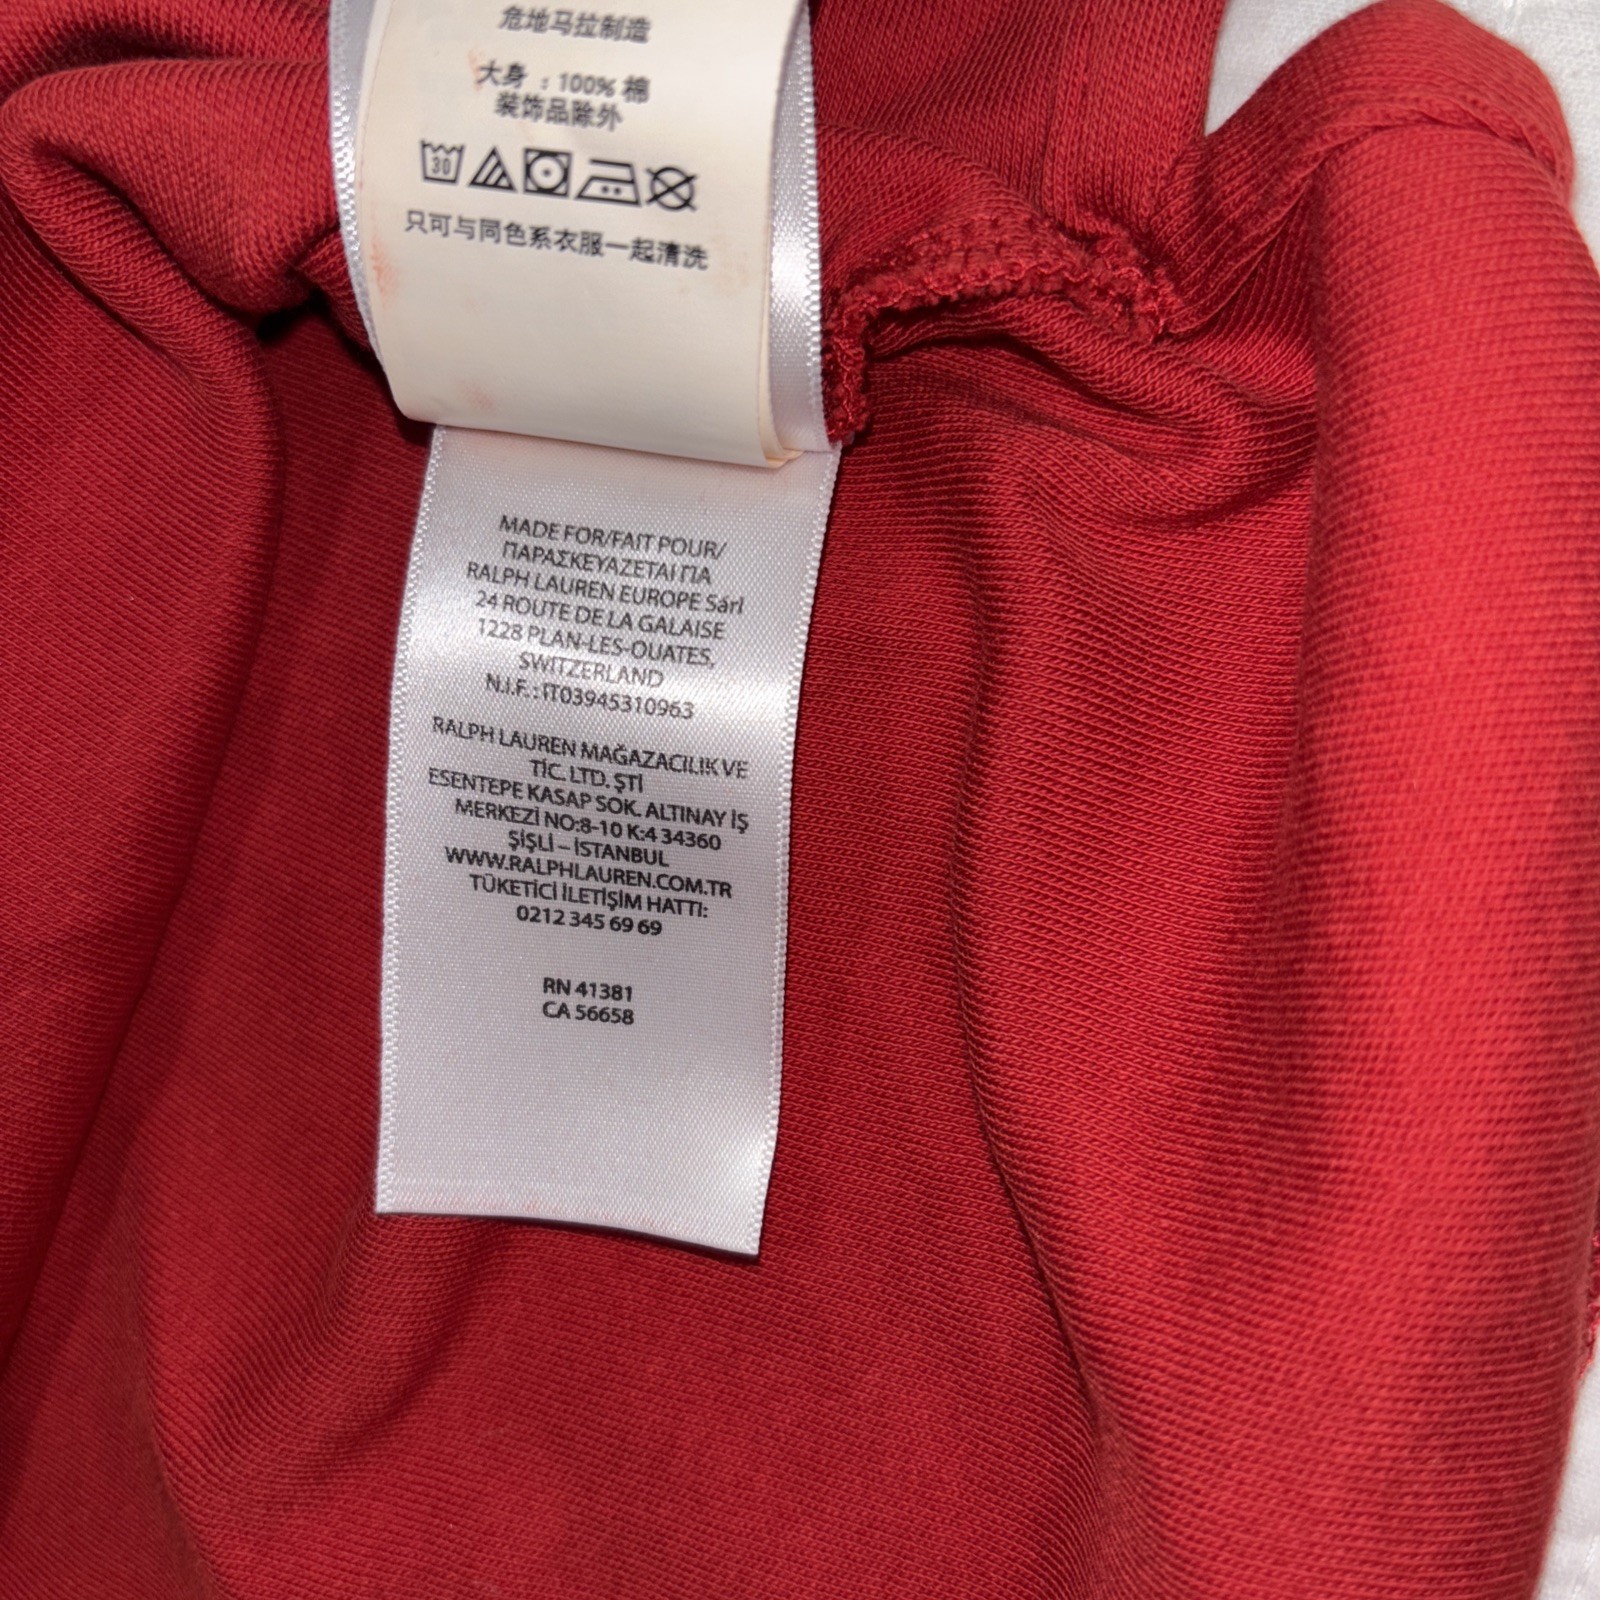 危地马拉制造
大身 : 100% 棉
装饰品除外
30
只可与同色系衣服一起清洗
MADE FOR/FAIT POUR/
ΠΑΡΑΣΚΕΥΑΖΕΤΑΙ ΓΙΑ
RALPH LAUREN EUROPE Sàrl
24 ROUTE DE LA GALAISE
1228 PLAN-LES-OUATES,
SWITZERLAND
N.I.F. : IT03945310963
RALPH LAUREN MAĞAZACILIK VE
TİC. LTD. ŞTİ
ESENTEPE KASAP SOK. ALTINAY İŞ
MERKEZİ NO:8-10 K:4 34360
ŞİŞLİ – İSTANBUL
WWW.RALPHLAUREN.COM.TR
TÜKETİCİ İLETİŞİM HATTI:
0212 345 69 69
RN 41381
CA 56658